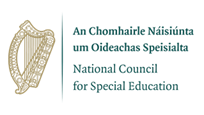 An Chomhairle Náisiúnta
um Oideachas Speisialta
National Council
for Special Education